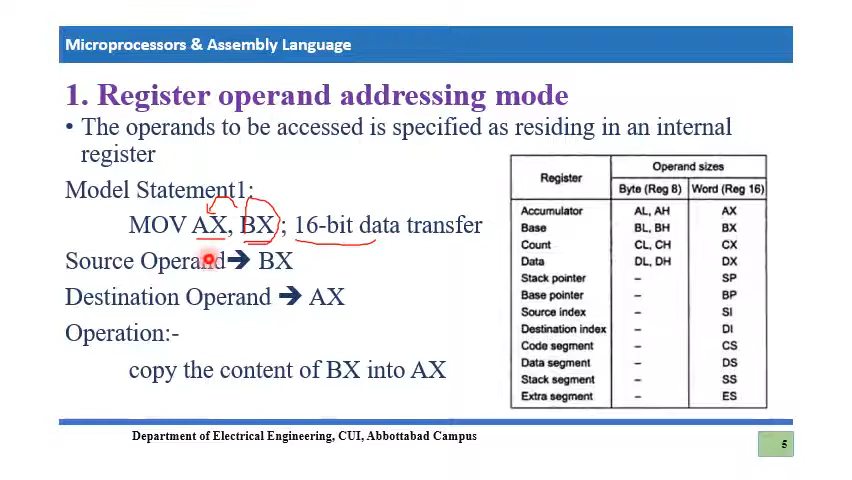 Microprocessors & Assembly Language
1. Register operand addressing mode
• The operands to be accessed is specified as residing in an internal
register
Model Statement1:
MOV AX, BX; 16-bit data transfer
Source Operand➔ BX
Destination Operand ➔ AX
Operation:-
copy the content of BX into AX
Register Operand sizes
Byte (Reg 8) Word (Reg 16)
Accumulator AL, AH AX
Base BL, BH BX
Count CL, CH CX
Data DL, DH DX
Stack pointer – SP
Base pointer – BP
Source index – SI
Destination index – DI
Code segment – CS
Data segment – DS
Stack segment – SS
Extra segment – ES
Department of Electrical Engineering, CUI, Abbottabad Campus
5